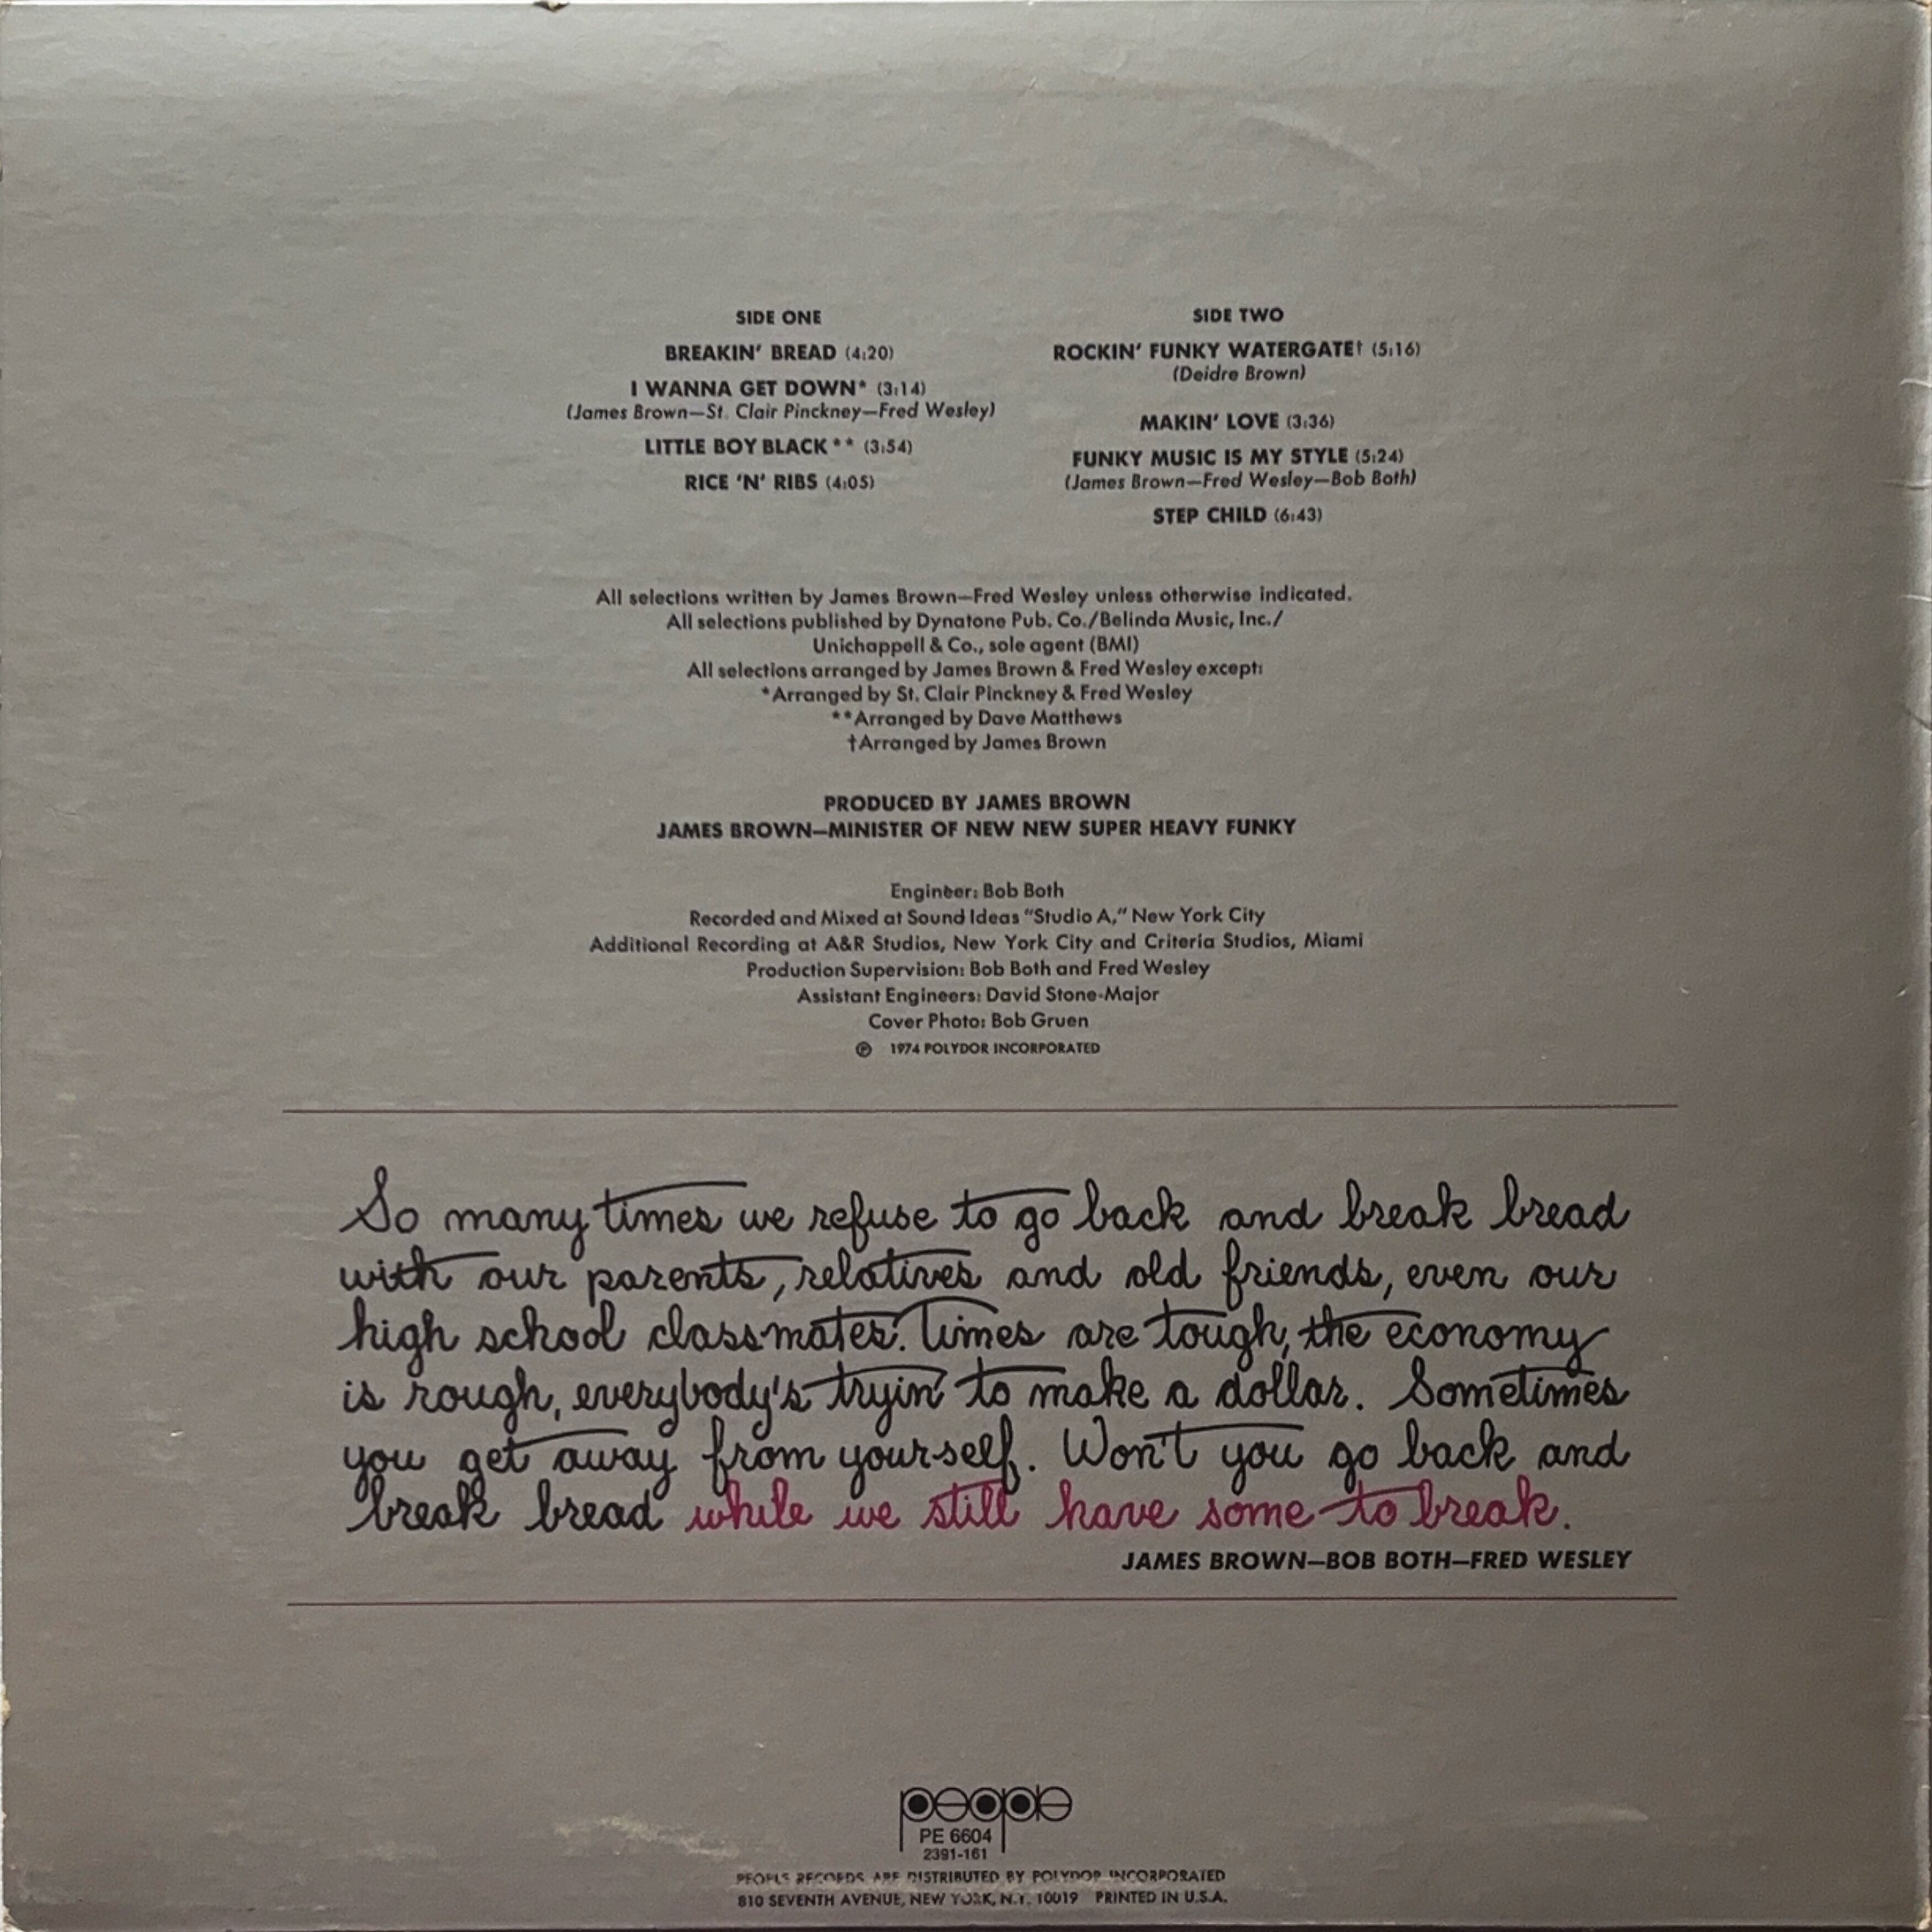 SIDE ONE
BREAKIN' BREAD (4:20)
I WANNA GET DOWN* (3:14)
(James Brown—St. Clair Pinckney—Fred Wesley)
LITTLE BOY BLACK** (3:54)
RICE 'N' RIBS (4:05)
SIDE TWO
ROCKIN' FUNKY WATERGATE† (5:16)
(Deidre Brown)
MAKIN' LOVE (3:36)
FUNKY MUSIC IS MY STYLE (5:24)
(James Brown—Fred Wesley—Bob Both)
STEP CHILD (6:43)
All selections written by James Brown—Fred Wesley unless otherwise indicated.
All selections published by Dynatone Pub. Co./Belinda Music, Inc./
Unichappell & Co., sole agent (BMI)
All selections arranged by James Brown & Fred Wesley except:
*Arranged by St. Clair Pinckney & Fred Wesley
**Arranged by Dave Matthews
†Arranged by James Brown
PRODUCED BY JAMES BROWN
JAMES BROWN—MINISTER OF NEW NEW SUPER HEAVY FUNKY
Engineer: Bob Both
Recorded and Mixed at Sound Ideas "Studio A," New York City
Additional Recording at A&R Studios, New York City and Criteria Studios, Miami
Production Supervision: Bob Both and Fred Wesley
Assistant Engineers: David Stone-Major
Cover Photo: Bob Gruen
℗ 1974 POLYDOR INCORPORATED
So many times we refuse to go back and break bread
with our parents, relatives and old friends, even our
high school classmates. Times are tough, the economy
is rough, everybody's tryin' to make a dollar. Sometimes
you get away from yourself. Won't you go back and
break bread while we still have some to break.
JAMES BROWN—BOB BOTH—FRED WESLEY
people
PE 6604
2391-161
PEOPLE RECORDS ARE DISTRIBUTED BY POLYDOR INCORPORATED
810 SEVENTH AVENUE, NEW YORK, N.Y. 10019 PRINTED IN U.S.A.